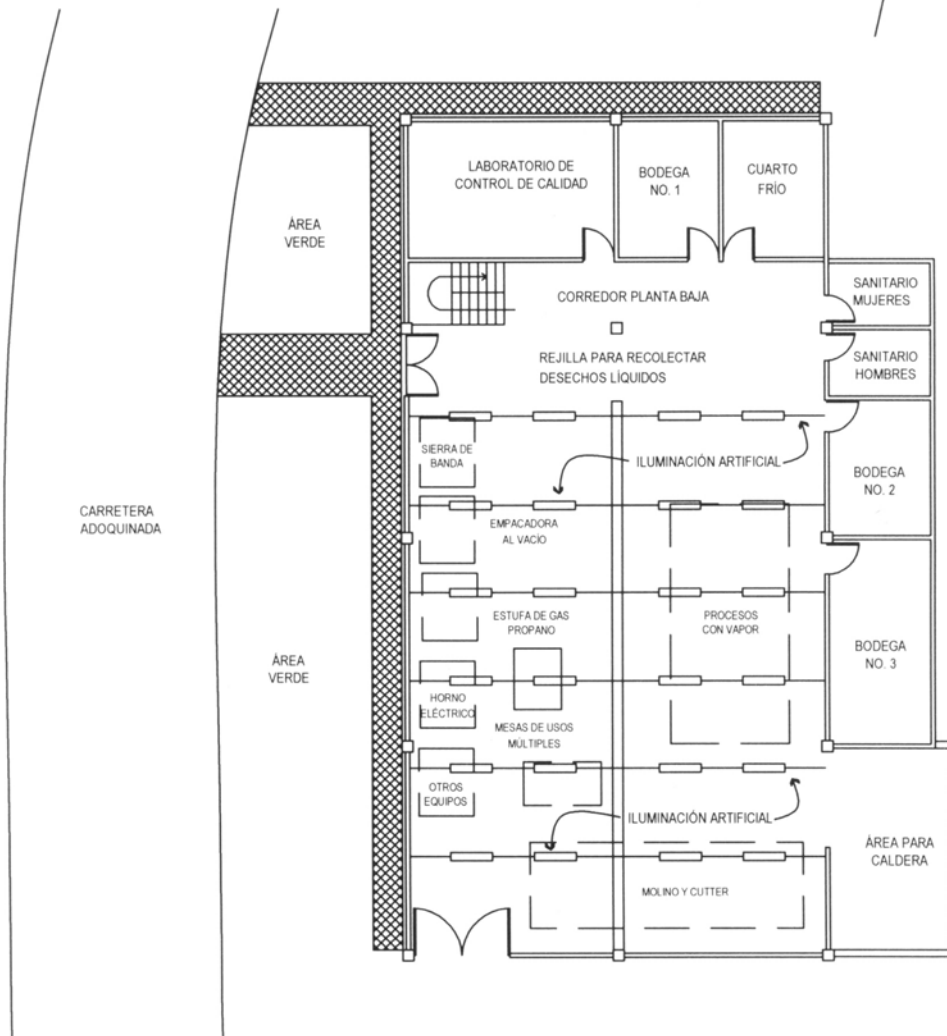 LABORATORIO DE
CONTROL DE CALIDAD
BODEGA
NO. 1
CUARTO
FRÍO
ÁREA
VERDE
CORREDOR PLANTA BAJA
SANITARIO
MUJERES
REJILLA PARA RECOLECTAR
DESECHOS LÍQUIDOS
SANITARIO
HOMBRES
SIERRA DE
BANDA
ILUMINACIÓN ARTIFICIAL
BODEGA
NO. 2
CARRETERA
ADOQUINADA
EMPACADORA
AL VACÍO
ESTUFA DE GAS
PROPANO
PROCESOS
CON VAPOR
ÁREA
VERDE
BODEGA
NO. 3
HORNO
ELÉCTRICO
MESAS DE USOS
MÚLTIPLES
OTROS
EQUIPOS
ILUMINACIÓN ARTIFICIAL
ÁREA PARA
CALDERA
MOLINO Y CUTTER